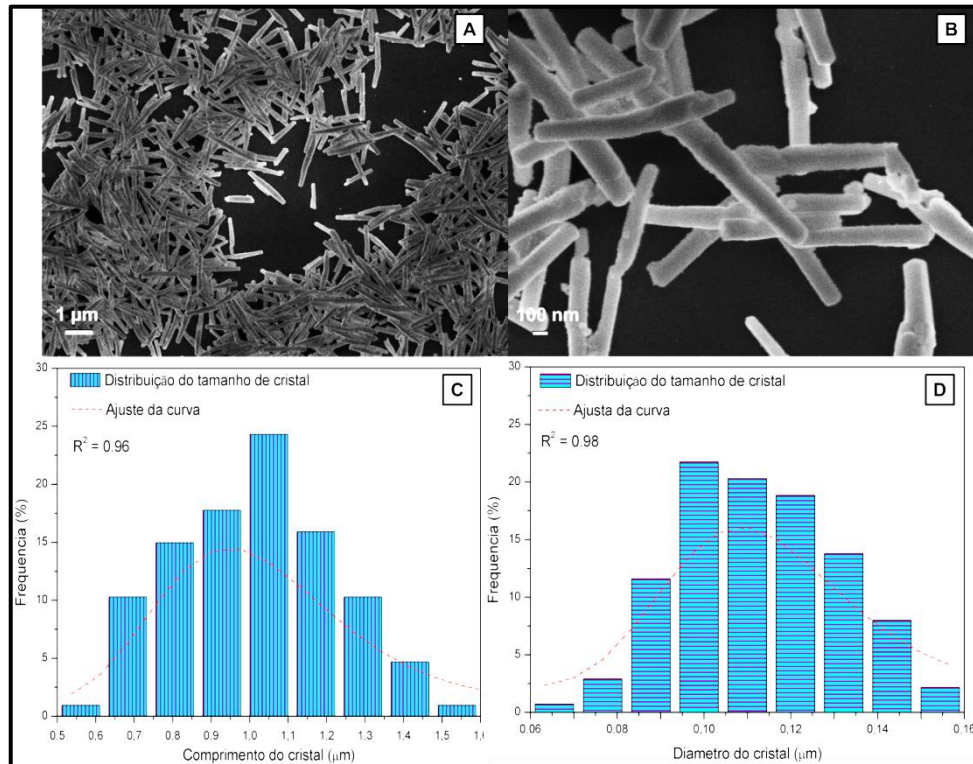 A
1 µm
B
100 nm
30
25
20
15
10
5
0
Frequencia (%)
Distribuição do tamanho de cristal
Ajuste da curva
R² = 0.96
C
0.5 0,6 0,7 0,8 0,9 1,0 1,1 1,2 1,3 1,4 1,5 1,6
Comprimento do cristal (µm)
30
25
20
15
10
5
0
Frequencia (%)
Distribuição do tamanho de cristal
Ajusta da curva
R² = 0.98
D
0.06 0.08 0,10 0,12 0,14 0.16
Diametro do cristal (µm)